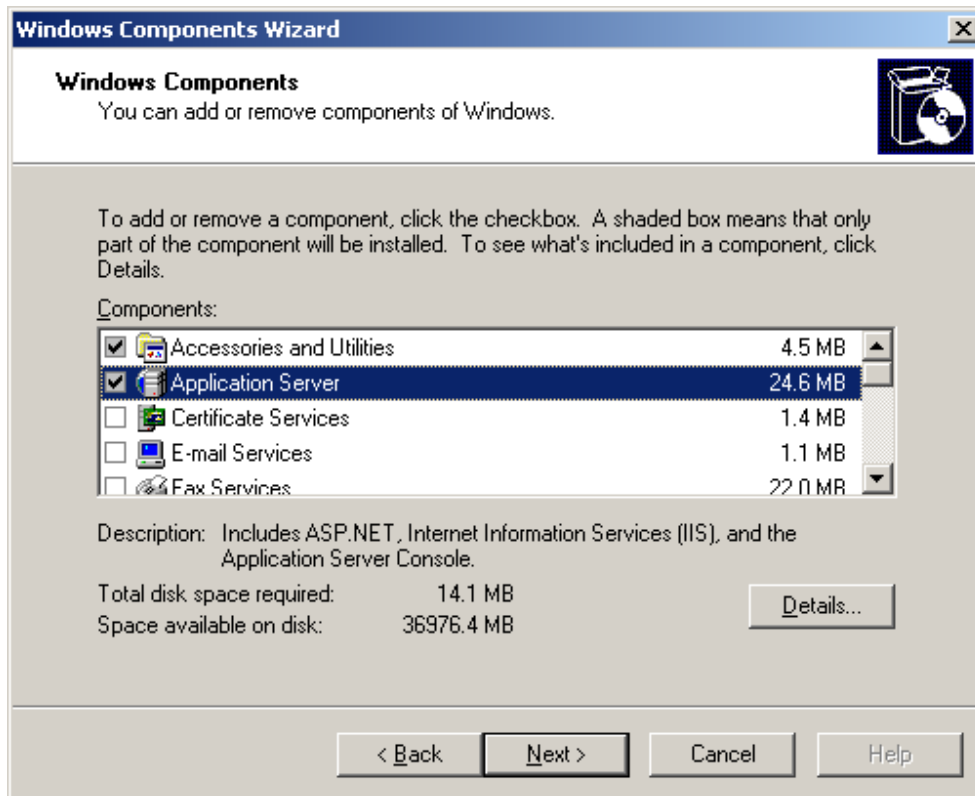 Windows Components Wizard
Windows Components
You can add or remove components of Windows.
To add or remove a component, click the checkbox. A shaded box means that only
part of the component will be installed. To see what's included in a component, click
Details.
Components:
Accessories and Utilities 4.5 MB
Application Server 24.6 MB
Certificate Services 1.4 MB
E-mail Services 1.1 MB
Fax Services 22.0 MB
Description: Includes ASP.NET, Internet Information Services (IIS), and the
Application Server Console.
Total disk space required: 14.1 MB
Space available on disk: 36976.4 MB
Details...
< Back Next > Cancel Help